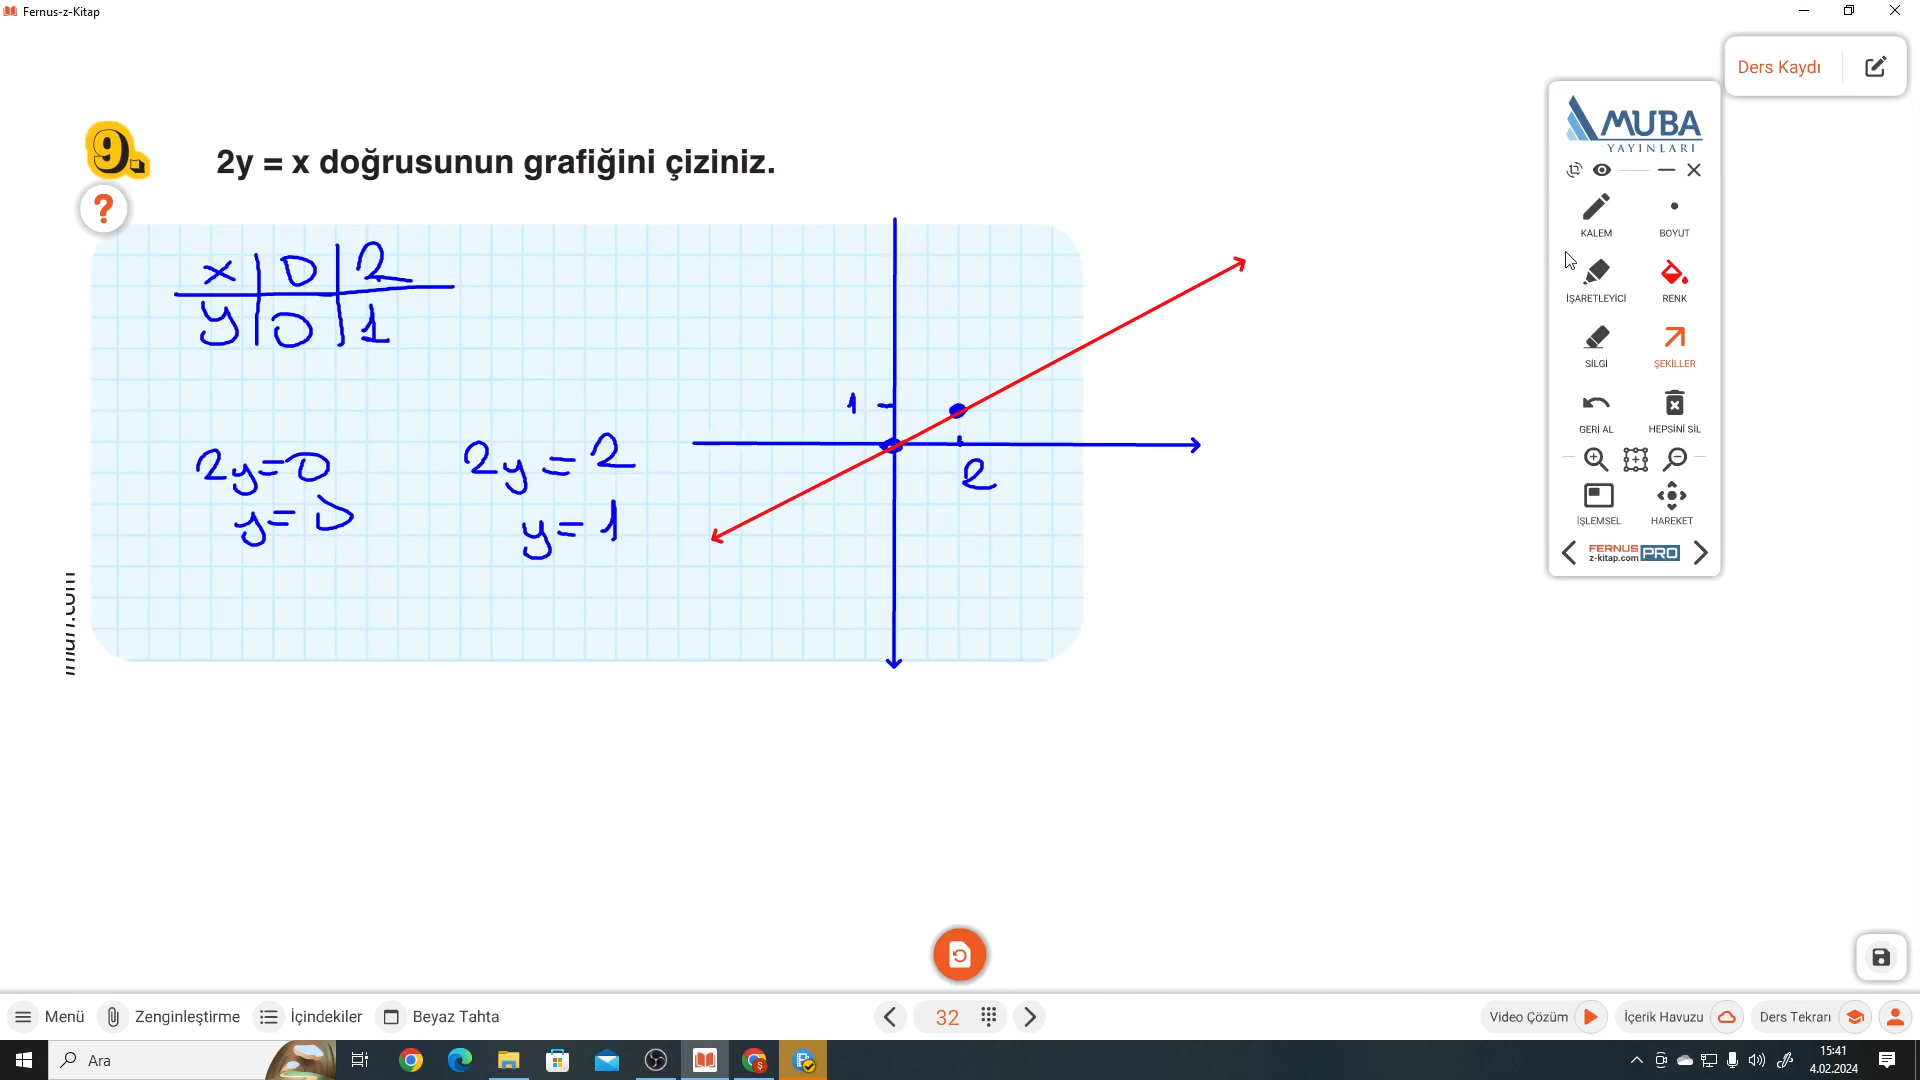 Fernus-z-Kitap
Ders Kaydı
MUBA
YAYINLARI
9.
2y = x doğrusunun grafiğini çiziniz.
?
KALEM BOYUT
İŞARETLEYİCİ RENK
SİLGİ ŞEKİLLER
GERİ AL HEPSİNİ SİL
İŞLEMSEL HAREKET
FERNUS PRO
z-kitap.com
x 0 2
y 0 1
2y=0
y=0
2y=2
y=1
1
2
Menü Zenginleştirme İçindekiler Beyaz Tahta 32 Video Çözüm İçerik Havuzu Ders Tekrarı
Ara
15:41
4.02.2024